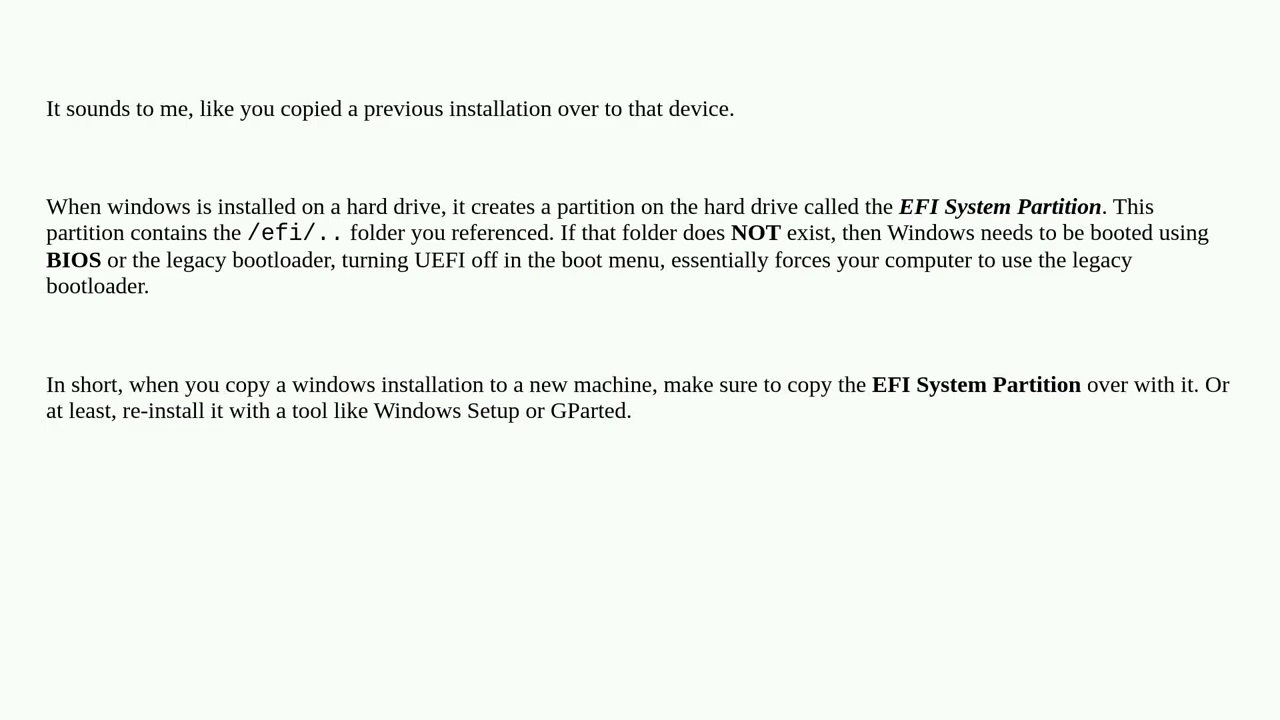 It sounds to me, like you copied a previous installation over to that device.
When windows is installed on a hard drive, it creates a partition on the hard drive called the EFI System Partition. This
partition contains the /efi/.. folder you referenced. If that folder does NOT exist, then Windows needs to be booted using
BIOS or the legacy bootloader, turning UEFI off in the boot menu, essentially forces your computer to use the legacy
bootloader.
In short, when you copy a windows installation to a new machine, make sure to copy the EFI System Partition over with it. Or
at least, re-install it with a tool like Windows Setup or GParted.